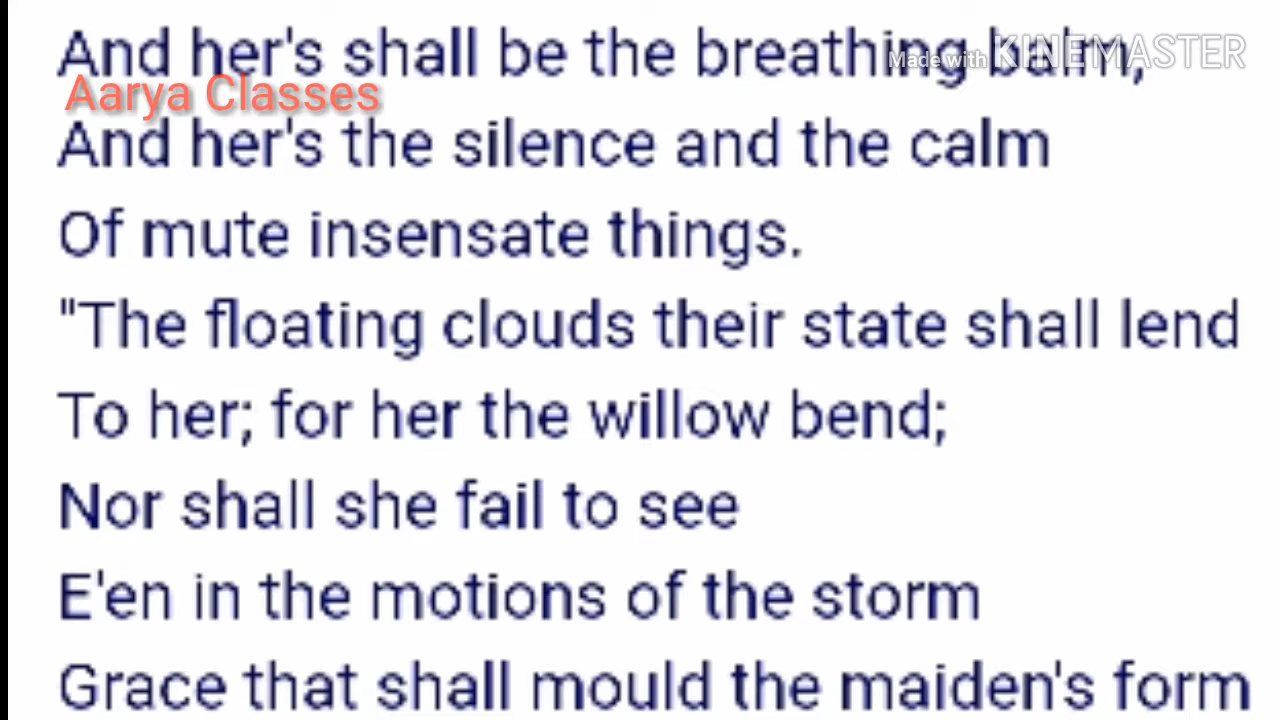 And her's shall be the breathing balm,
Made with KINEMASTER
Aarya Classes
And her's the silence and the calm
Of mute insensate things.
"The floating clouds their state shall lend
To her; for her the willow bend;
Nor shall she fail to see
E'en in the motions of the storm
Grace that shall mould the maiden's form